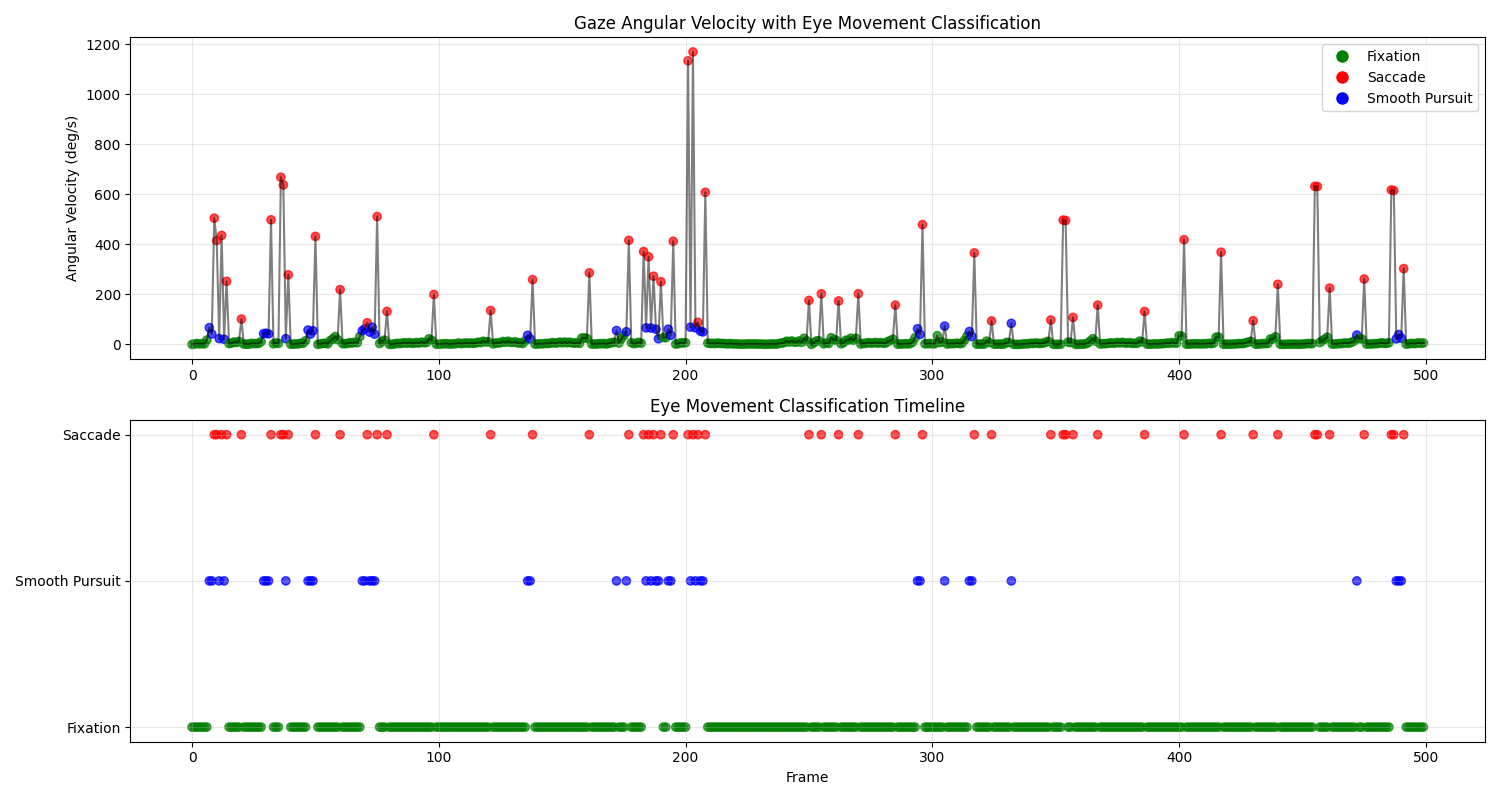 Gaze Angular Velocity with Eye Movement Classification
Angular Velocity (deg/s)
1200
1000
800
600
400
200
0
Fixation
Saccade
Smooth Pursuit
0 100 200 300 400 500
Eye Movement Classification Timeline
Saccade
Smooth Pursuit
Fixation
0 100 200 300 400 500
Frame